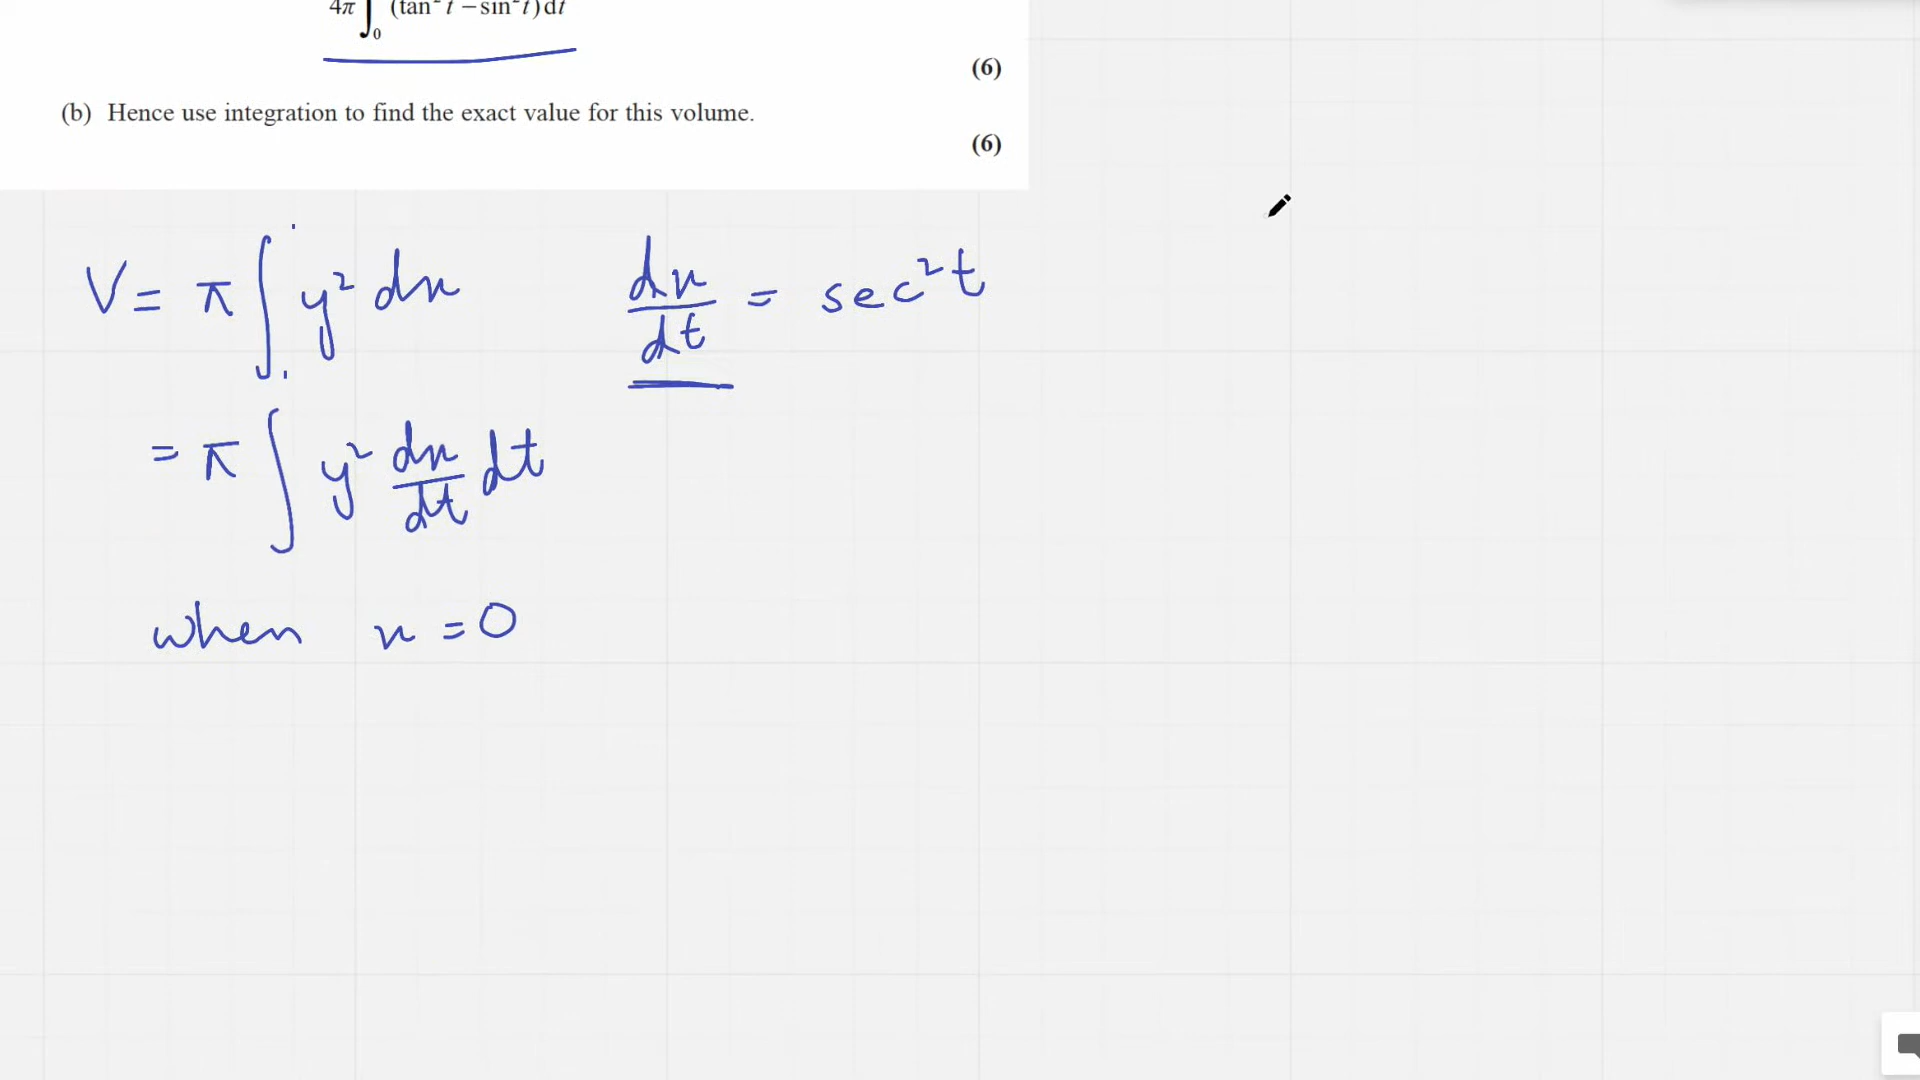 4π ∫₀ (tan² t − sin² t) dt
(6)
(b) Hence use integration to find the exact value for this volume.
(6)
V = π ∫ y² dx
dx/dt = sec² t
= π ∫ y² dx/dt dt
when x = 0